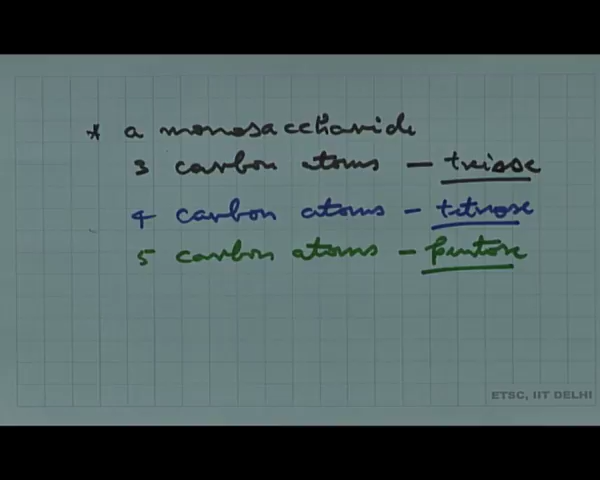 * a monosaccharide
3 carbon atoms - triose
4 carbon atoms - tetrose
5 carbon atoms - pentose
ETSC, IIT DELHI